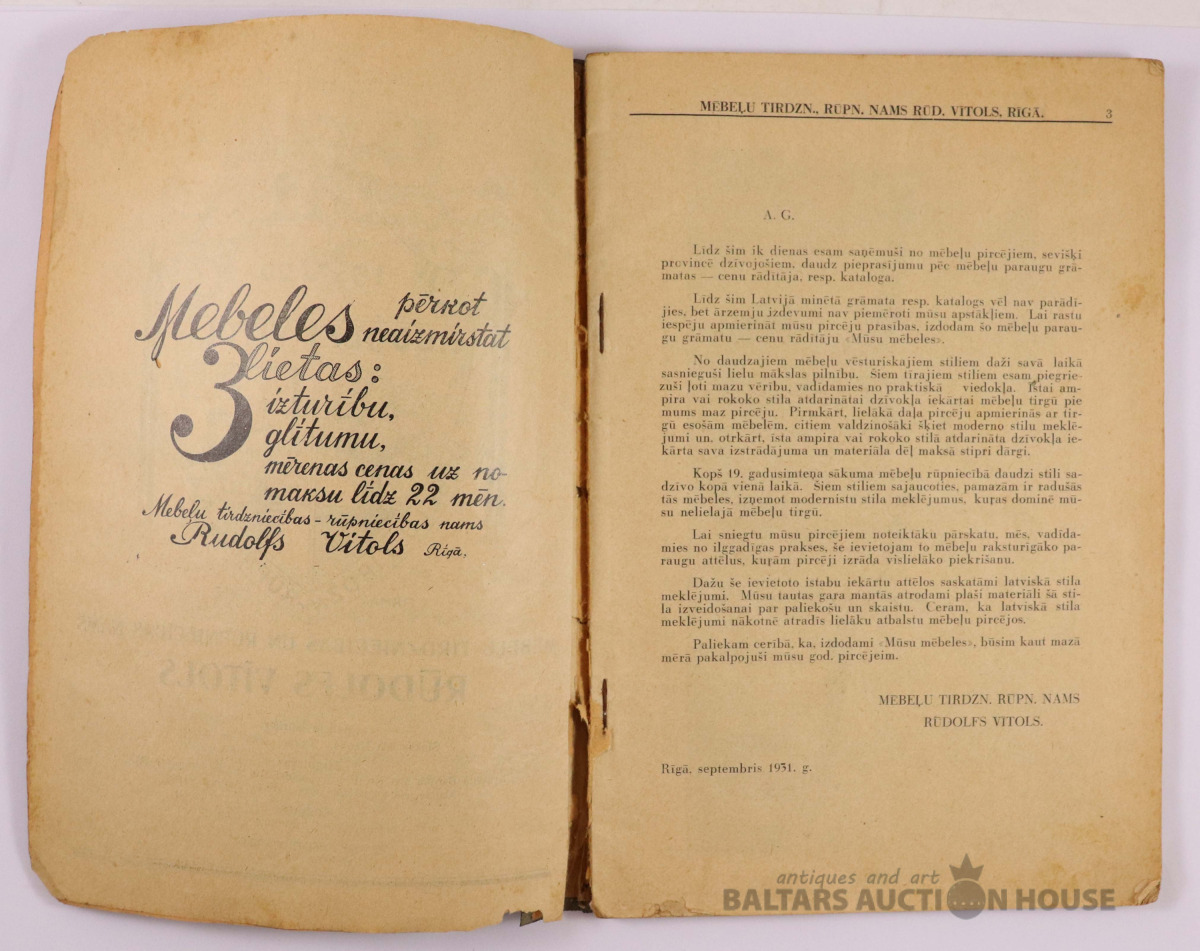 Mebeles pērkot
neaizmirstat
3 lietas:
izturību,
glītumu,
mērenas cenas uz no-
maksu līdz 22 mēn.
Mebeļu tirdzniecības-rūpniecības nams
Rudolfs Vītols Rīgā,
MĒBEĻU TIRDZN., RŪPN. NAMS RŪD. VĪTOLS, RĪGĀ. 3
A. G.
Līdz šim ik dienas esam saņēmuši no mēbeļu pircējiem, sevišķi
provincē dzīvojošiem, daudz pieprasījumu pēc mēbeļu paraugu grā-
matas — cenu rādītāja, resp. kataloga.
Līdz šim Latvijā minētā grāmata resp. katalogs vēl nav parādī-
jies, bet ārzemju izdevumi nav piemēroti mūsu apstākļiem. Lai rastu
iespēju apmierināt mūsu pircēju prasības, izdodam šo mēbeļu parau-
gu grāmatu — cenu rādītāju «Mūsu mēbeles».
No daudzajiem mēbeļu vēsturiskajiem stiliem daži savā laikā
sasnieguši lielu mākslas pilnību. Šiem tīrajiem stiliem esam piegrie-
zuši ļoti mazu vērību, vadīdamies no praktiskā viedokļa. Īstai am-
pira vai rokoko stila atdarinātai dzīvokļa iekārtai mēbeļu tirgū pie
mums maz pircēju. Pirmkārt, lielākā daļa pircēju apmierinās ar tir-
gū esošām mēbelēm, citiem valdzinošāki šķiet moderno stilu meklē-
jumi un, otrkārt, īsta ampira vai rokoko stilā atdarināta dzīvokļa ie-
kārta sava izstrādājuma un materiāla dēļ maksā stipri dārgi.
Kopš 19. gadusimteņa sākuma mēbeļu rūpniecībā daudzi stili sa-
dzīvo kopā vienā laikā. Šiem stiliem sajaucoties, pamazām ir radušās
tās mēbeles, izņemot modernistu stila meklējumus, kuŗas dominē mū-
su nelielajā mēbeļu tirgū.
Lai sniegtu mūsu pircējiem noteiktāku pārskatu, mēs, vadīda-
mies no ilggadīgas prakses, še ievietojam to mēbeļu raksturīgāko pa-
raugu attēlus, kuŗām pircēji izrāda vislielāko piekrišanu.
Dažu še ievietoto istabu iekārtu attēlos saskatāmi latviskā stila
meklējumi. Mūsu tautas gara mantās atrodami plaši materiāli šā sti-
la izveidošanai par paliekošu un skaistu. Ceram, ka latviskā stila
meklējumi nākotnē atradīs lielāku atbalstu mēbeļu pircējos.
Paliekam cerībā, ka, izdodami «Mūsu mēbeles», būsim kaut mazā
mērā pakalpojuši mūsu god. pircējeim.
MĒBEĻU TIRDZN. RŪPN. NAMS
RŪDOLFS VĪTOLS.
Rīgā, septembris 1931. g.
antiques and art
BALTARS AUCTION HOUSE